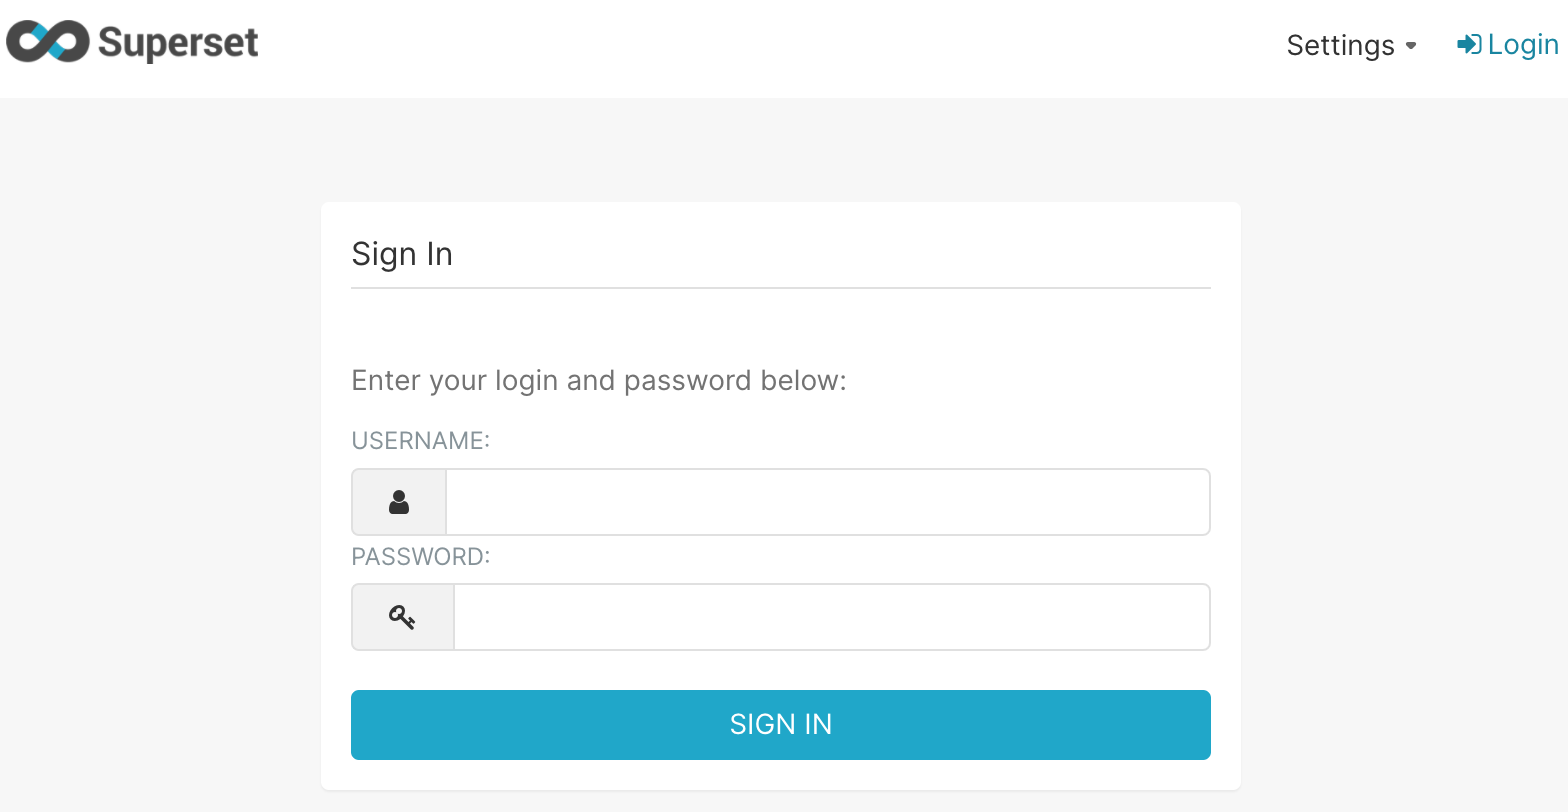 Superset
Settings
Login
Sign In
Enter your login and password below:
USERNAME:
PASSWORD:
SIGN IN